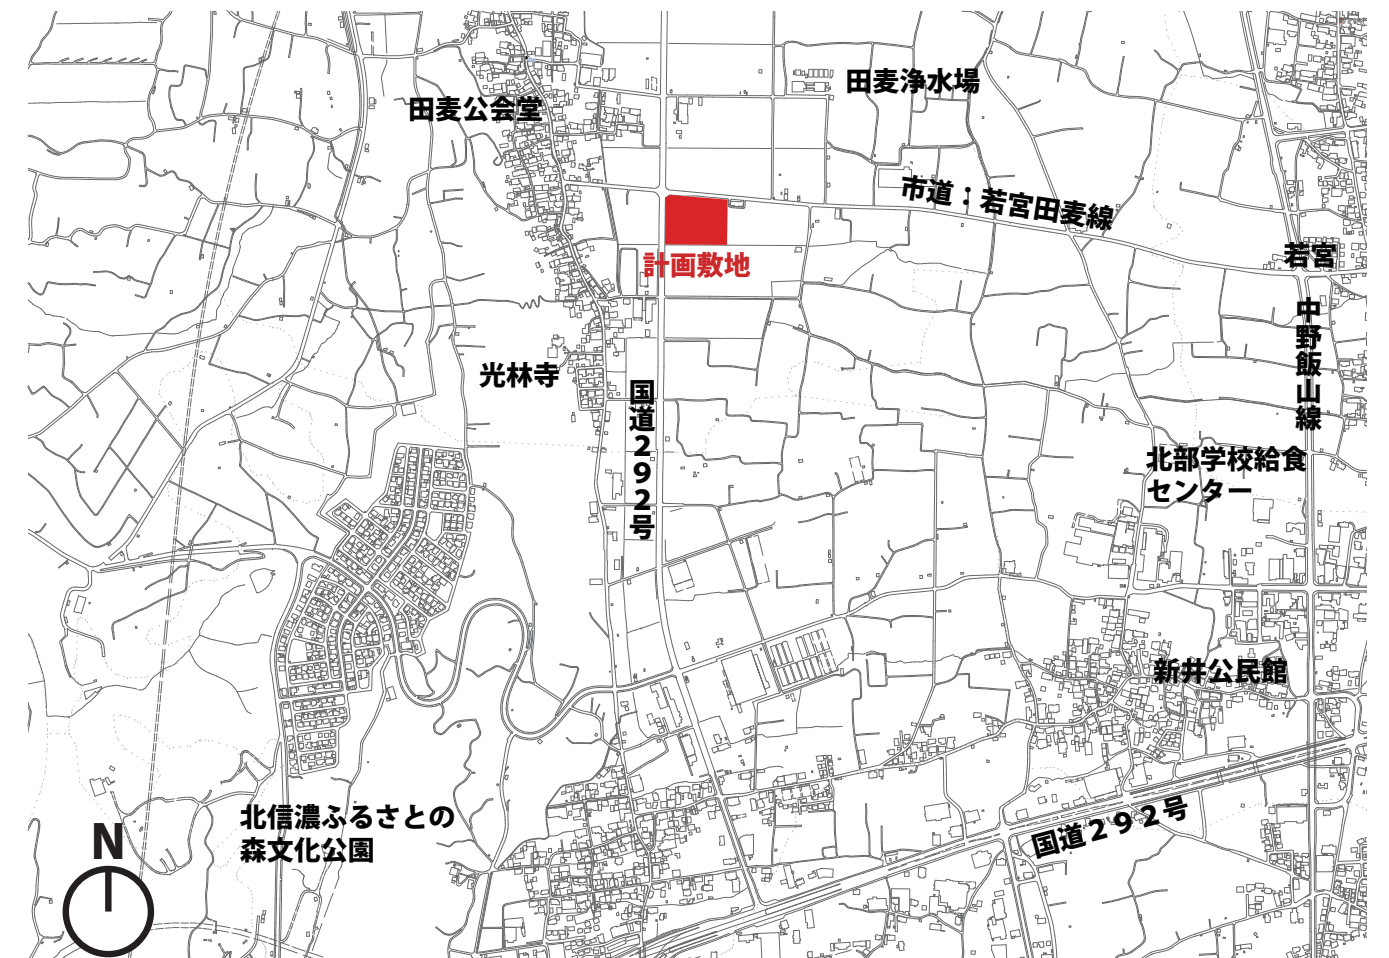 田麦浄水場
田麦公会堂
市道：若宮田麦線
若宮
計画敷地
中野飯山線
光林寺
国道２９２号
北部学校給食
センター
新井公民館
北信濃ふるさとの
森文化公園
国道２９２号
N